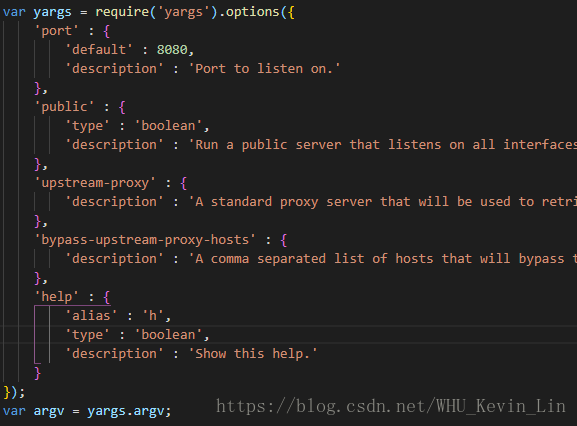 var yargs = require('yargs').options({
    'port' : {
        'default' : 8080,
        'description' : 'Port to listen on.'
    },
    'public' : {
        'type' : 'boolean',
        'description' : 'Run a public server that listens on all interfaces
    },
    'upstream-proxy' : {
        'description' : 'A standard proxy server that will be used to retri
    },
    'bypass-upstream-proxy-hosts' : {
        'description' : 'A comma separated list of hosts that will bypass t
    },
    'help' : {
        'alias' : 'h',
        'type' : 'boolean',
        'description' : 'Show this help.'
    }
});
var argv = yargs.argv;
https://blog.csdn.net/WHU_Kevin_Lin